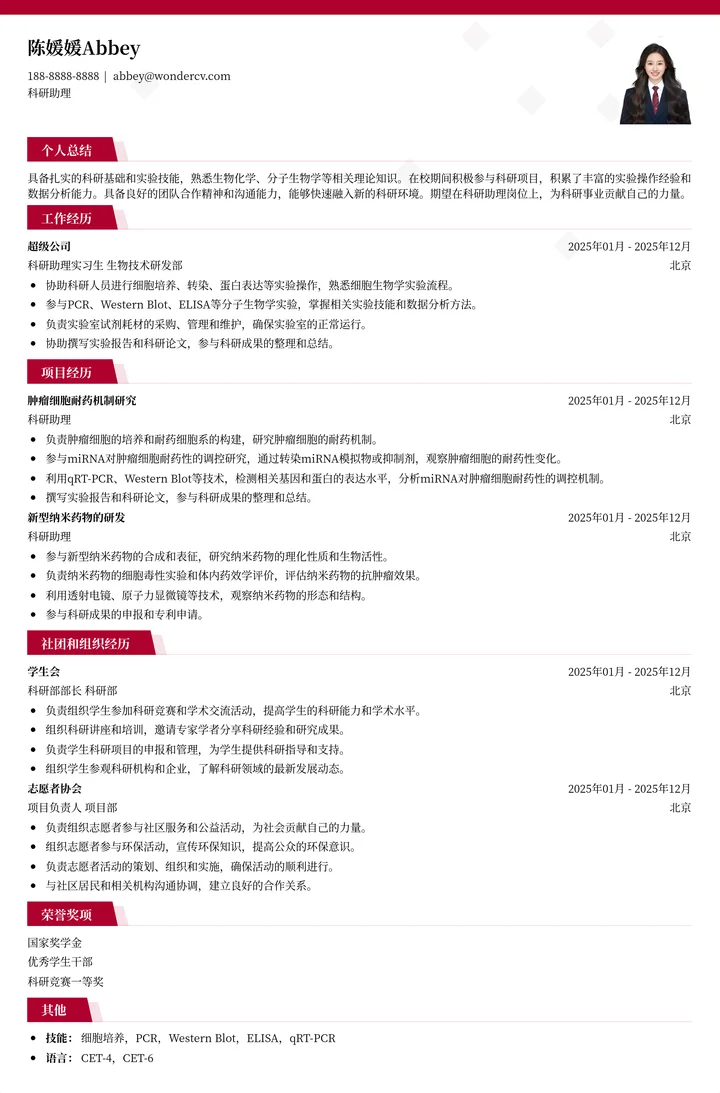 陈媛媛Abbey
188-8888-8888 | abbey@wondercv.com
科研助理
个人总结
具备扎实的科研基础和实验技能，熟悉生物化学、分子生物学等相关理论知识。在校期间积极参与科研项目，积累了丰富的实验操作经验和
数据分析能力。具备良好的团队合作精神和沟通能力，能够快速融入新的科研环境。期望在科研助理岗位上，为科研事业贡献自己的力量。
工作经历
超级公司 2025年01月 - 2025年12月
科研助理实习生 生物技术研发部 北京
• 协助科研人员进行细胞培养、转染、蛋白表达等实验操作，熟悉细胞生物学实验流程。
• 参与PCR、Western Blot、ELISA等分子生物学实验，掌握相关实验技能和数据分析方法。
• 负责实验室试剂耗材的采购、管理和维护，确保实验室的正常运行。
• 协助撰写实验报告和科研论文，参与科研成果的整理和总结。
项目经历
肿瘤细胞耐药机制研究 2025年01月 - 2025年12月
科研助理 北京
• 负责肿瘤细胞的培养和耐药细胞系的构建，研究肿瘤细胞的耐药机制。
• 参与miRNA对肿瘤细胞耐药性的调控研究，通过转染miRNA模拟物或抑制剂，观察肿瘤细胞的耐药性变化。
• 利用qRT-PCR、Western Blot等技术，检测相关基因和蛋白的表达水平，分析miRNA对肿瘤细胞耐药性的调控机制。
• 撰写实验报告和科研论文，参与科研成果的整理和总结。
新型纳米药物的研发 2025年01月 - 2025年12月
科研助理 北京
• 参与新型纳米药物的合成和表征，研究纳米药物的理化性质和生物活性。
• 负责纳米药物的细胞毒性实验和体内药效学评价，评估纳米药物的抗肿瘤效果。
• 利用透射电镜、原子力显微镜等技术，观察纳米药物的形态和结构。
• 参与科研成果的申报和专利申请。
社团和组织经历
学生会 2025年01月 - 2025年12月
科研部部长 科研部 北京
• 负责组织学生参加科研竞赛和学术交流活动，提高学生的科研能力和学术水平。
• 组织科研讲座和培训，邀请专家学者分享科研经验和研究成果。
• 负责学生科研项目的申报和管理，为学生提供科研指导和支持。
• 组织学生参观科研机构和企业，了解科研领域的最新发展动态。
志愿者协会 2025年01月 - 2025年12月
项目负责人 项目部 北京
• 负责组织志愿者参与社区服务和公益活动，为社会贡献自己的力量。
• 组织志愿者参与环保活动，宣传环保知识，提高公众的环保意识。
• 负责志愿者活动的策划、组织和实施，确保活动的顺利进行。
• 与社区居民和相关机构沟通协调，建立良好的合作关系。
荣誉奖项
国家奖学金
优秀学生干部
科研竞赛一等奖
其他
• 技能： 细胞培养，PCR，Western Blot，ELISA，qRT-PCR
• 语言： CET-4，CET-6